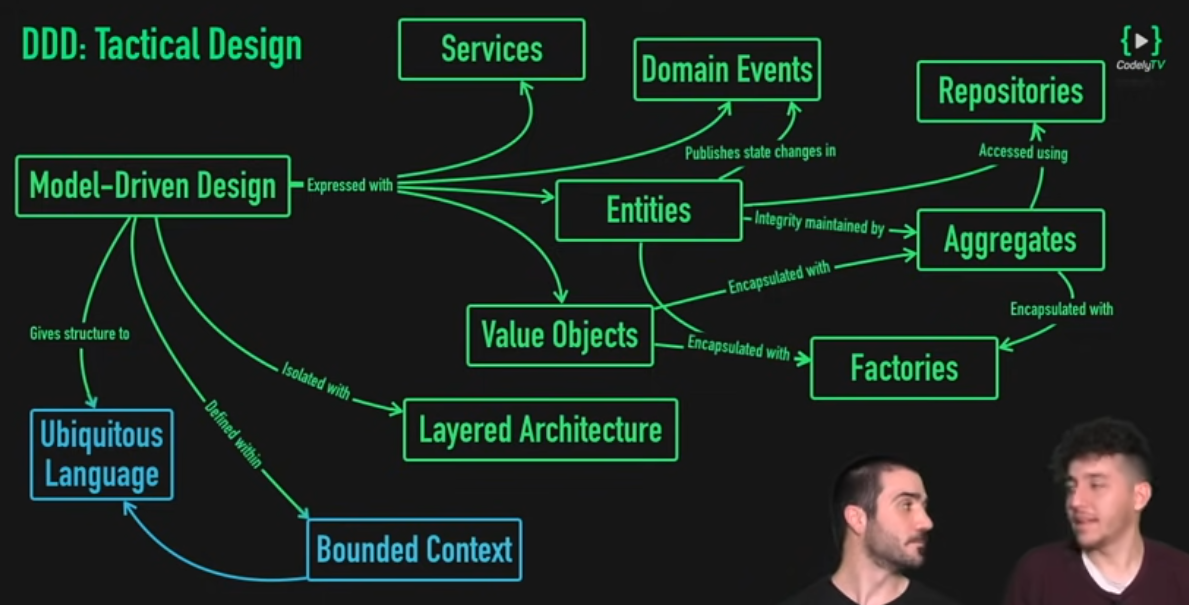 DDD: Tactical Design
Services
Domain Events
{▶}
CodelyTV
Repositories
Publishes state changes in
Accessed using
Model-Driven Design
Expressed with
Entities
Integrity maintained by
Aggregates
Encapsulated with
Encapsulated with
Gives structure to
Value Objects
Encapsulated with
Factories
Isolated with
Defined within
Layered Architecture
Ubiquitous
Language
Bounded Context